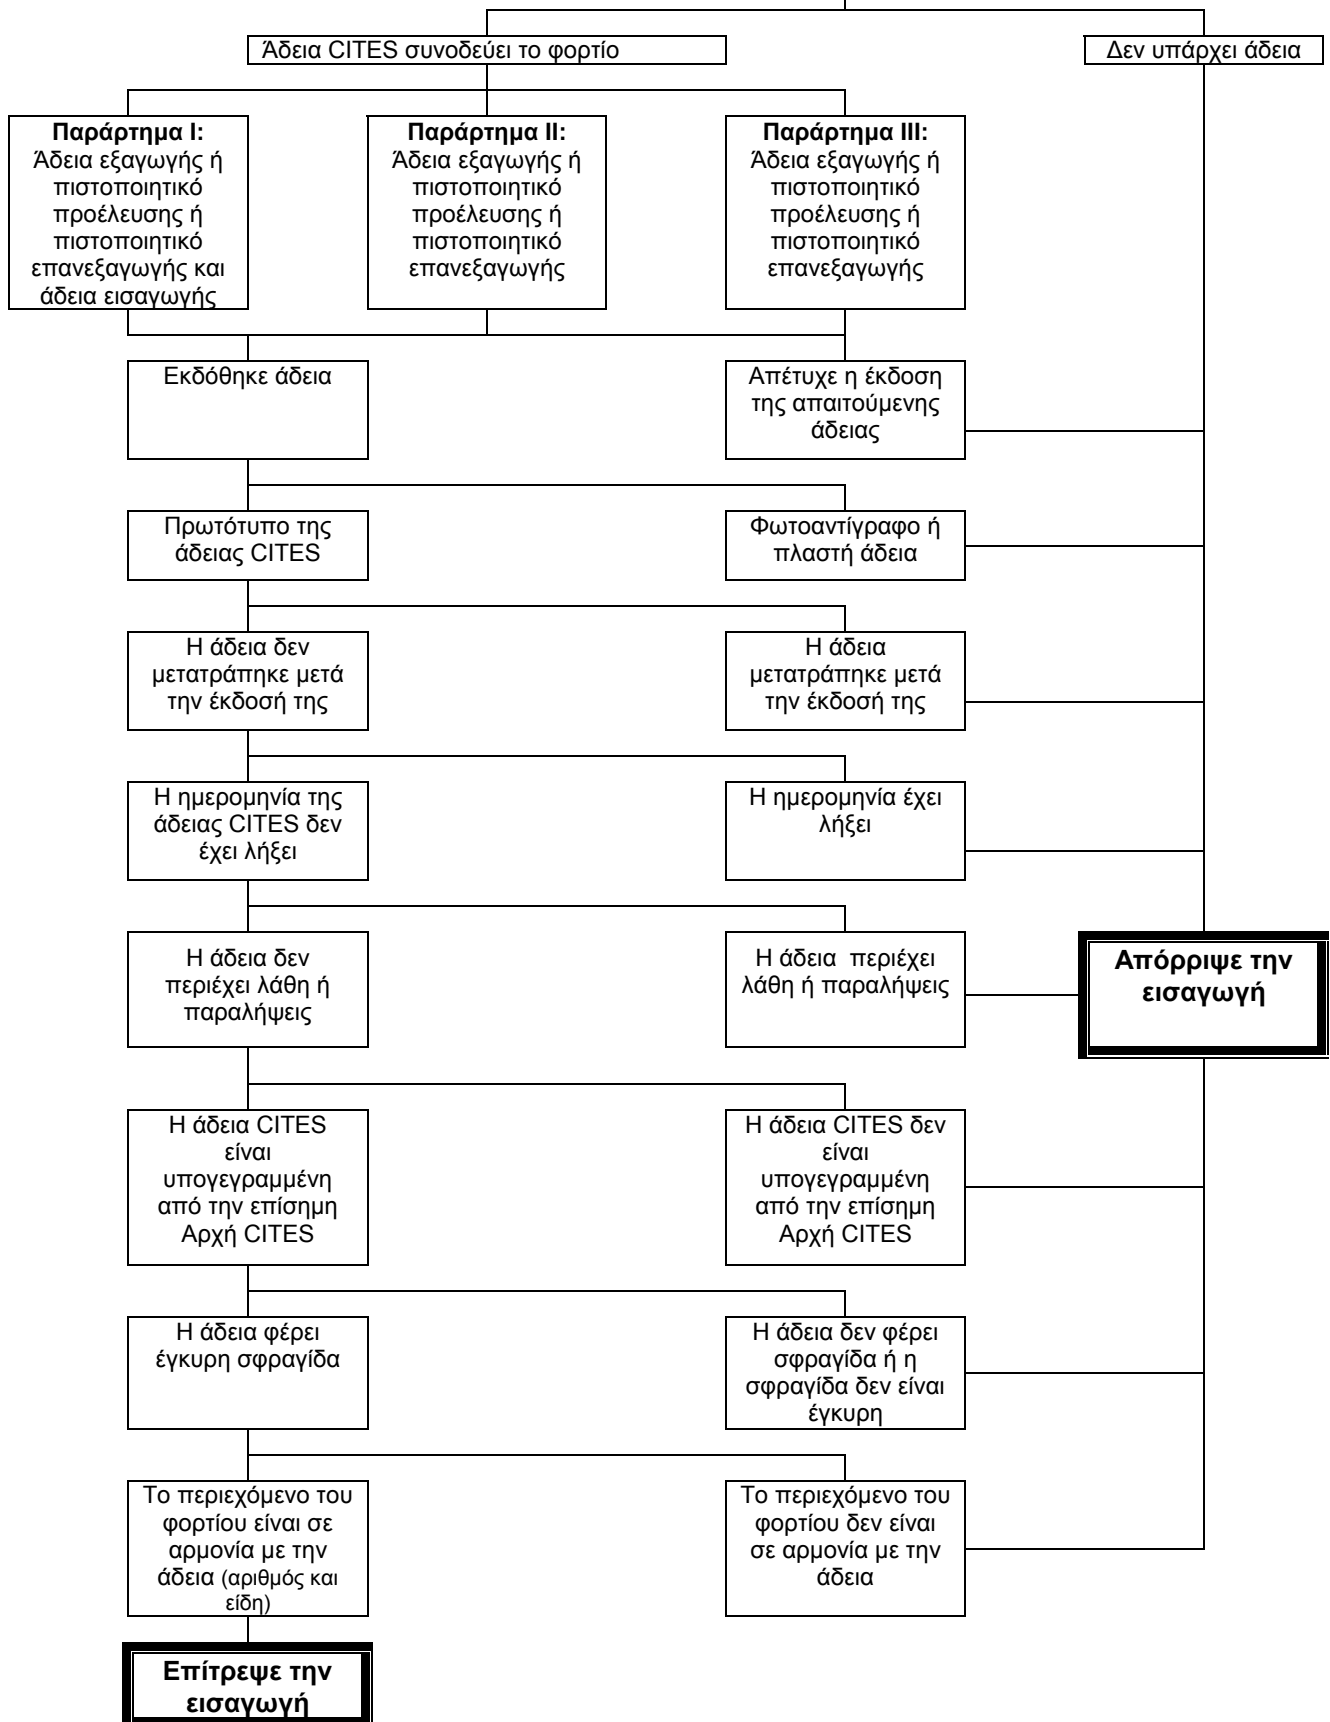 Άδεια CITES συνοδεύει το φορτίο
Δεν υπάρχει άδεια
Παράρτημα Ι:
Άδεια εξαγωγής ή
πιστοποιητικό
προέλευσης ή
πιστοποιητικό
επανεξαγωγής και
άδεια εισαγωγής
Παράρτημα ΙΙ:
Άδεια εξαγωγής ή
πιστοποιητικό
προέλευσης ή
πιστοποιητικό
επανεξαγωγής
Παράρτημα ΙΙΙ:
Άδεια εξαγωγής ή
πιστοποιητικό
προέλευσης ή
πιστοποιητικό
επανεξαγωγής
Εκδόθηκε άδεια
Απέτυχε η έκδοση
της απαιτούμενης
άδειας
Πρωτότυπο της
άδειας CITES
Φωτοαντίγραφο ή
πλαστή άδεια
Η άδεια δεν
μετατράπηκε μετά
την έκδοσή της
Η άδεια
μετατράπηκε μετά
την έκδοσή της
Η ημερομηνία της
άδειας CITES δεν
έχει λήξει
Η ημερομηνία έχει
λήξει
Η άδεια δεν
περιέχει λάθη ή
παραλήψεις
Η άδεια  περιέχει
λάθη ή παραλήψεις
Απόρριψε την
εισαγωγή
Η άδεια CITES
είναι
υπογεγραμμένη
από την επίσημη
Αρχή CITES
Η άδεια CITES δεν
είναι
υπογεγραμμένη
από την επίσημη
Αρχή CITES
Η άδεια φέρει
έγκυρη σφραγίδα
Η άδεια δεν φέρει
σφραγίδα ή η
σφραγίδα δεν είναι
έγκυρη
Το περιεχόμενο του
φορτίου είναι σε
αρμονία με την
άδεια (αριθμός και
είδη)
Το περιεχόμενο του
φορτίου δεν είναι
σε αρμονία με την
άδεια
Επίτρεψε την
εισαγωγή